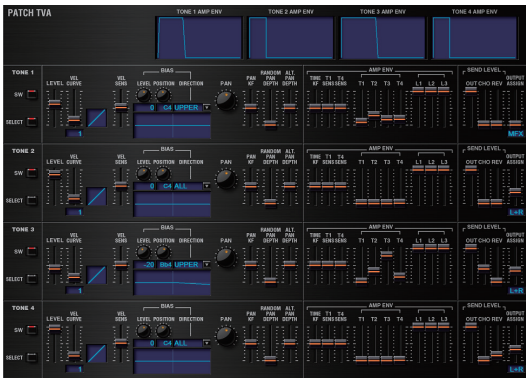 PATCH TVA
TONE 1 AMP ENV TONE 2 AMP ENV TONE 3 AMP ENV TONE 4 AMP ENV
TONE 1
SW
SELECT
LEVEL VEL CURVE VEL SENS
1
BIAS
LEVEL POSITION DIRECTION
0 C4 UPPER
PAN PAN KF RANDOM PAN DEPTH ALT. PAN DEPTH
AMP ENV
TIME KF T1 SENS T4 SENS T1 T2 T3 T4 L1 L2 L3
SEND LEVEL
OUT CHO REV OUTPUT ASSIGN
MFX
TONE 2
SW
SELECT
LEVEL VEL CURVE VEL SENS
1
BIAS
LEVEL POSITION DIRECTION
0 C4 ALL
PAN PAN KF RANDOM PAN DEPTH ALT. PAN DEPTH
AMP ENV
TIME KF T1 SENS T4 SENS T1 T2 T3 T4 L1 L2 L3
SEND LEVEL
OUT CHO REV OUTPUT ASSIGN
L+R
TONE 3
SW
SELECT
LEVEL VEL CURVE VEL SENS
1
BIAS
LEVEL POSITION DIRECTION
-20 Bb4 UPPER
PAN PAN KF RANDOM PAN DEPTH ALT. PAN DEPTH
AMP ENV
TIME KF T1 SENS T4 SENS T1 T2 T3 T4 L1 L2 L3
SEND LEVEL
OUT CHO REV OUTPUT ASSIGN
L+R
TONE 4
SW
SELECT
LEVEL VEL CURVE VEL SENS
1
BIAS
LEVEL POSITION DIRECTION
0 C4 ALL
PAN PAN KF RANDOM PAN DEPTH ALT. PAN DEPTH
AMP ENV
TIME KF T1 SENS T4 SENS T1 T2 T3 T4 L1 L2 L3
SEND LEVEL
OUT CHO REV OUTPUT ASSIGN
L+R